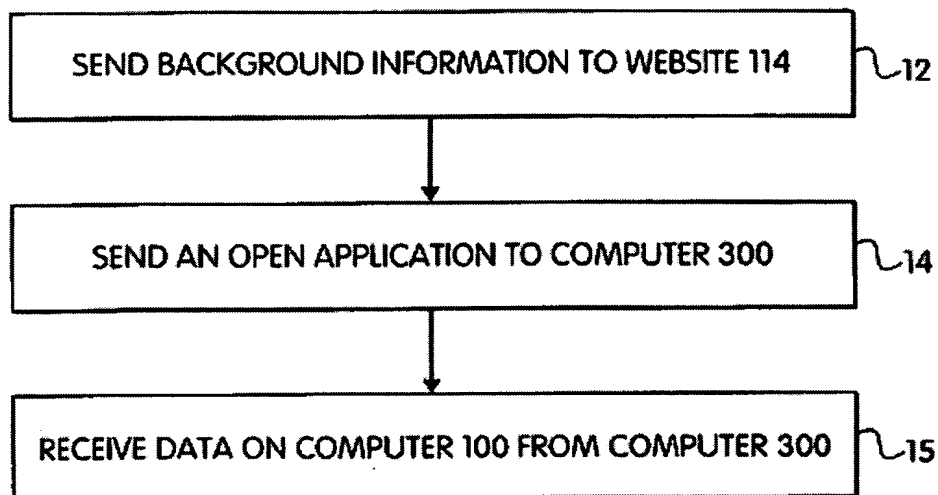 SEND BACKGROUND INFORMATION TO WEBSITE 114
12
SEND AN OPEN APPLICATION TO COMPUTER 300
14
RECEIVE DATA ON COMPUTER 100 FROM COMPUTER 300
15